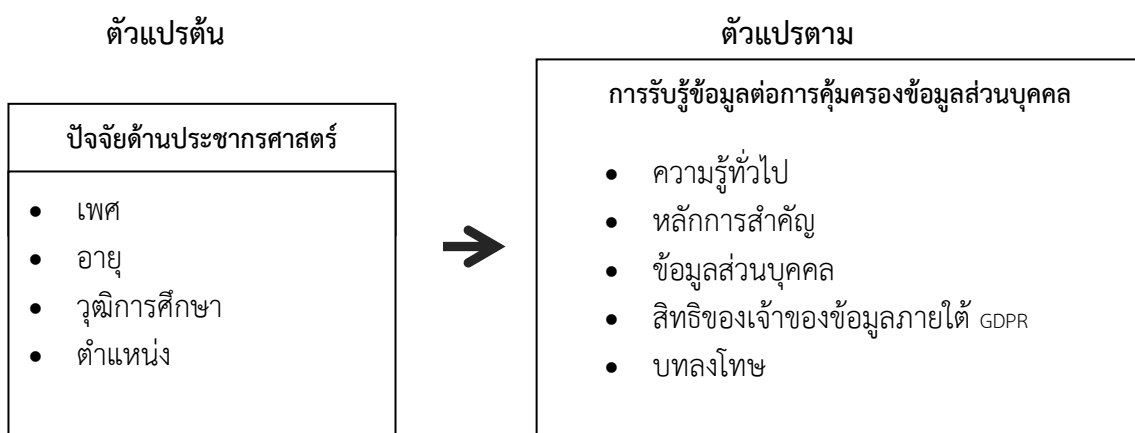 ตัวแปรต้น
ตัวแปรตาม
ปัจจัยด้านประชากรศาสตร์
• เพศ
• อายุ
• วุฒิการศึกษา
• ตำแหน่ง
การรับรู้ข้อมูลต่อการคุ้มครองข้อมูลส่วนบุคคล
• ความรู้ทั่วไป
• หลักการสำคัญ
• ข้อมูลส่วนบุคคล
• สิทธิของเจ้าของข้อมูลภายใต้ GDPR
• บทลงโทษ